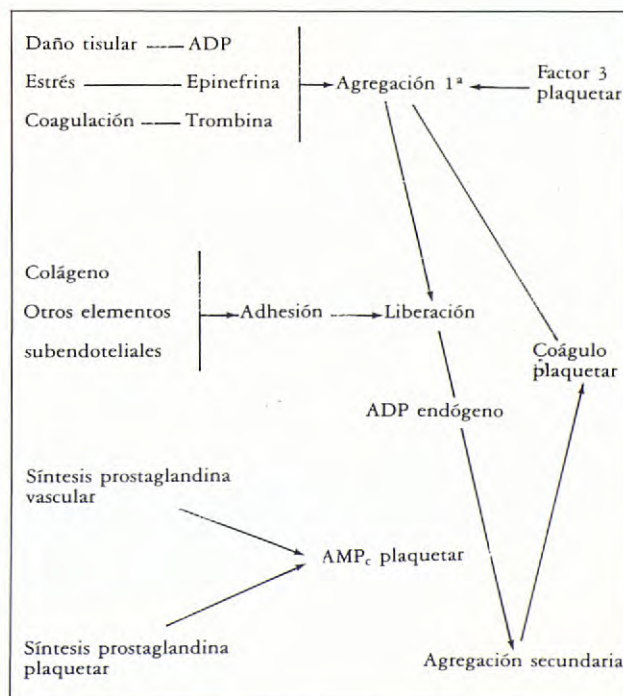 Daño tisular ADP
Estrés Epinefrina
Coagulación Trombina
Agregación 1ª
Factor 3
plaquetar
Colágeno
Otros elementos
subendoteliales
Adhesión
Liberación
Coágulo
plaquetar
ADP endógeno
Síntesis prostaglandina
vascular
AMPc plaquetar
Síntesis prostaglandina
plaquetar
Agregación secundaria